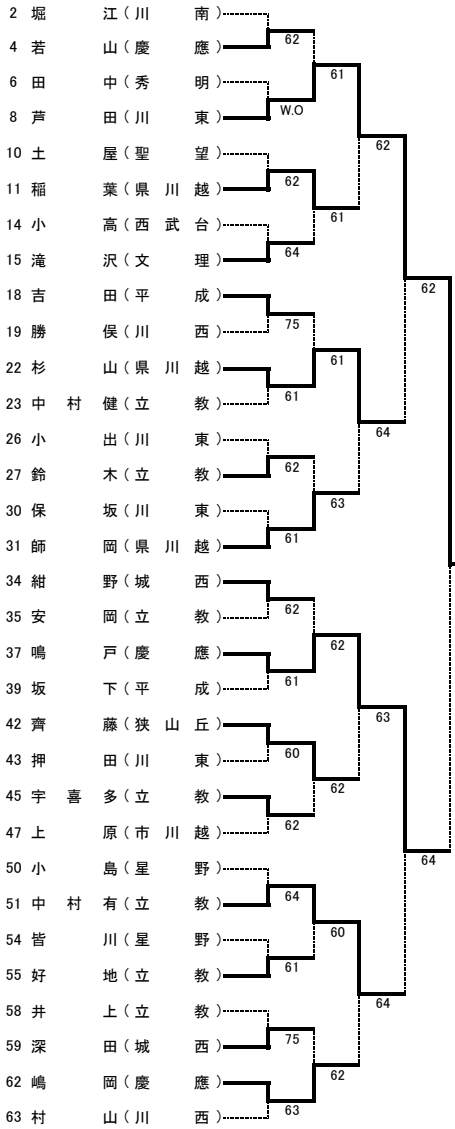 2 堀 江 ( 川 南 )
62
4 若 山 ( 慶 應 )
61
6 田 中 ( 秀 明 )
W.O
8 芦 田 ( 川 東 )
62
10 土 屋 ( 聖 望 )
62
11 稲 葉 ( 県 川 越 )
61
14 小 高 ( 西 武 台 )
64
15 滝 沢 ( 文 理 )
62
18 吉 田 ( 平 成 )
75
19 勝 俣 ( 川 西 )
61
22 杉 山 ( 県 川 越 )
61
23 中 村 健 ( 立 教 )
64
26 小 出 ( 川 東 )
62
27 鈴 木 ( 立 教 )
63
30 保 坂 ( 川 東 )
61
31 師 岡 ( 県 川 越 )
34 紺 野 ( 城 西 )
62
35 安 岡 ( 立 教 )
62
37 鳴 戸 ( 慶 應 )
61
39 坂 下 ( 平 成 )
63
42 齊 藤 ( 狭 山 丘 )
60
43 押 田 ( 川 東 )
62
45 宇 喜 多 ( 立 教 )
62
47 上 原 ( 市 川 越 )
64
50 小 島 ( 星 野 )
64
51 中 村 有 ( 立 教 )
60
54 皆 川 ( 星 野 )
61
55 好 地 ( 立 教 )
64
58 井 上 ( 立 教 )
75
59 深 田 ( 城 西 )
62
62 嶋 岡 ( 慶 應 )
63
63 村 山 ( 川 西 )